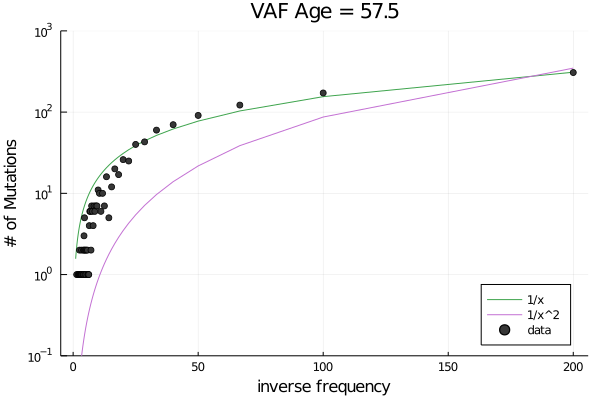 VAF Age = 57.5
10^3
10^2
10^1
10^0
10^-1
# of Mutations
0
50
100
150
200
inverse frequency
1/x
1/x^2
data